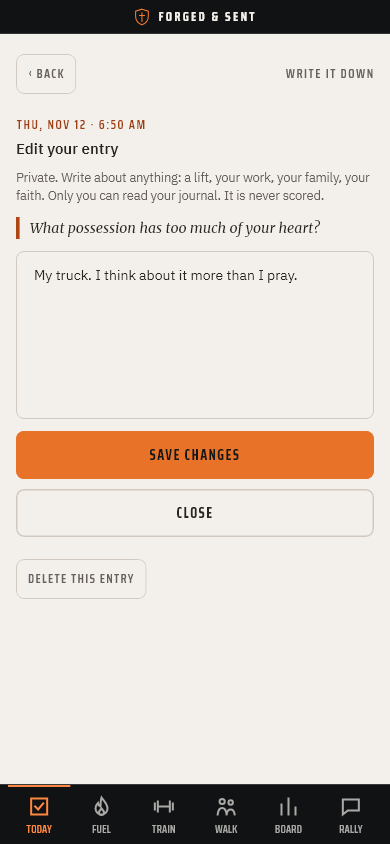 FORGED & SENT
‹ BACK
WRITE IT DOWN
THU, NOV 12 · 6:50 AM
Edit your entry
Private. Write about anything: a lift, your work, your family, your
faith. Only you can read your journal. It is never scored.
What possession has too much of your heart?
My truck. I think about it more than I pray.
SAVE CHANGES
CLOSE
DELETE THIS ENTRY
TODAY
FUEL
TRAIN
WALK
BOARD
RALLY